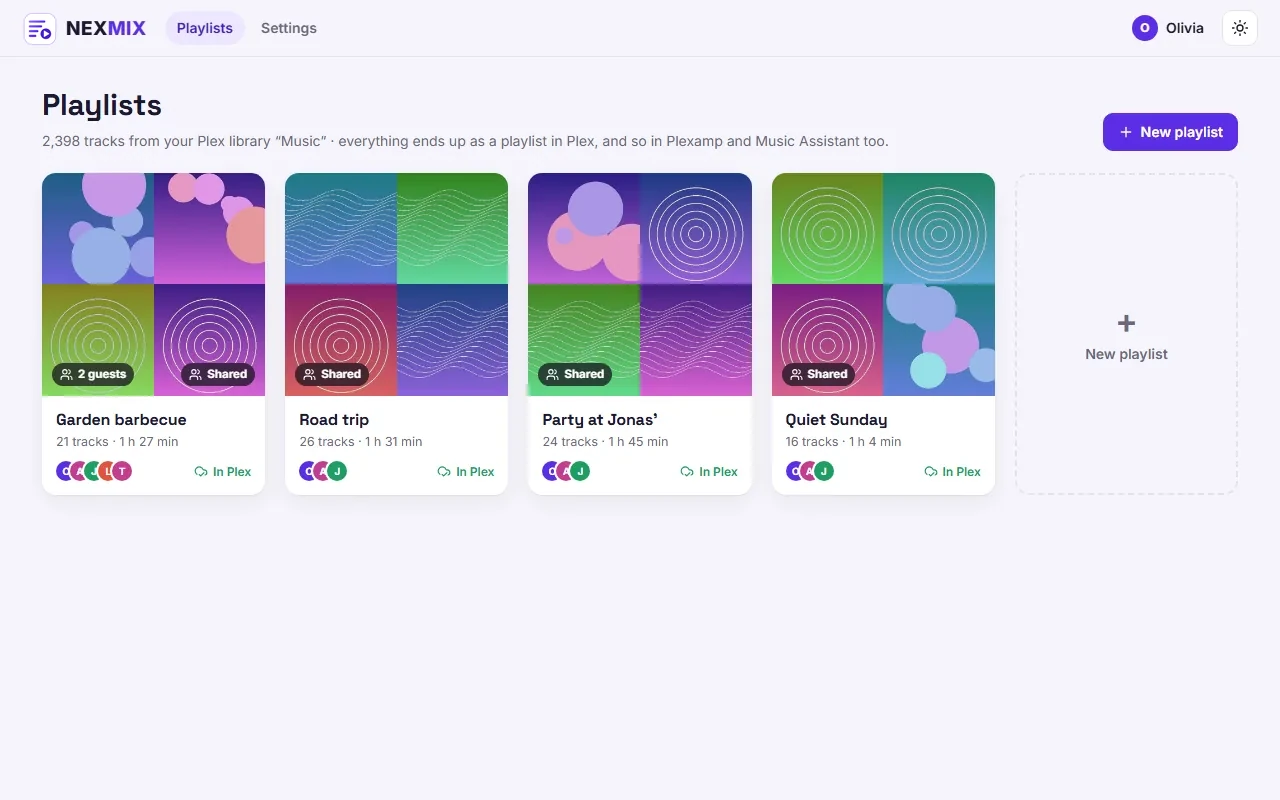 NEXMIX
Playlists
Settings
O
Olivia
Playlists
2,398 tracks from your Plex library “Music” · everything ends up as a playlist in Plex, and so in Plexamp and Music Assistant too.
+ New playlist
2 guests
Shared
Garden barbecue
21 tracks · 1 h 27 min
O A J L T
In Plex
Shared
Road trip
26 tracks · 1 h 31 min
O A J
In Plex
Shared
Party at Jonas’
24 tracks · 1 h 45 min
O A J
In Plex
Shared
Quiet Sunday
16 tracks · 1 h 4 min
O A J
In Plex
+
New playlist